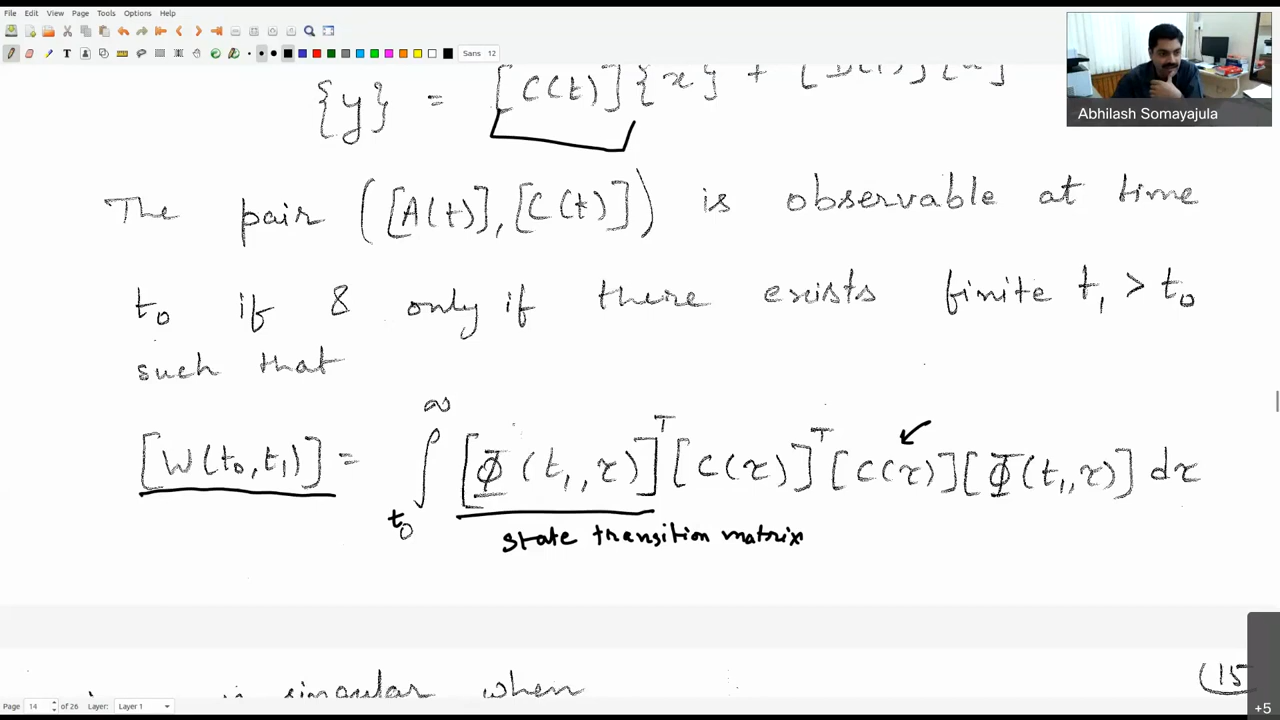 File Edit View Page Tools Options Help
Sans 12
Abhilash Somayajula
{y} = [C(t)]{x} + [D(t)][u]
The pair ([A(t)], [C(t)]) is observable at time
t₀ if & only if there exists finite t₁ > t₀
such that
[W(t₀,t₁)] = ∫_{t₀}^{∞} [Φ(t₁,τ)]ᵀ [C(τ)]ᵀ [C(τ)] [Φ(t₁,τ)] dτ
state transition matrix
singular when
(15
Page 14 of 26 Layer: Layer 1
+5